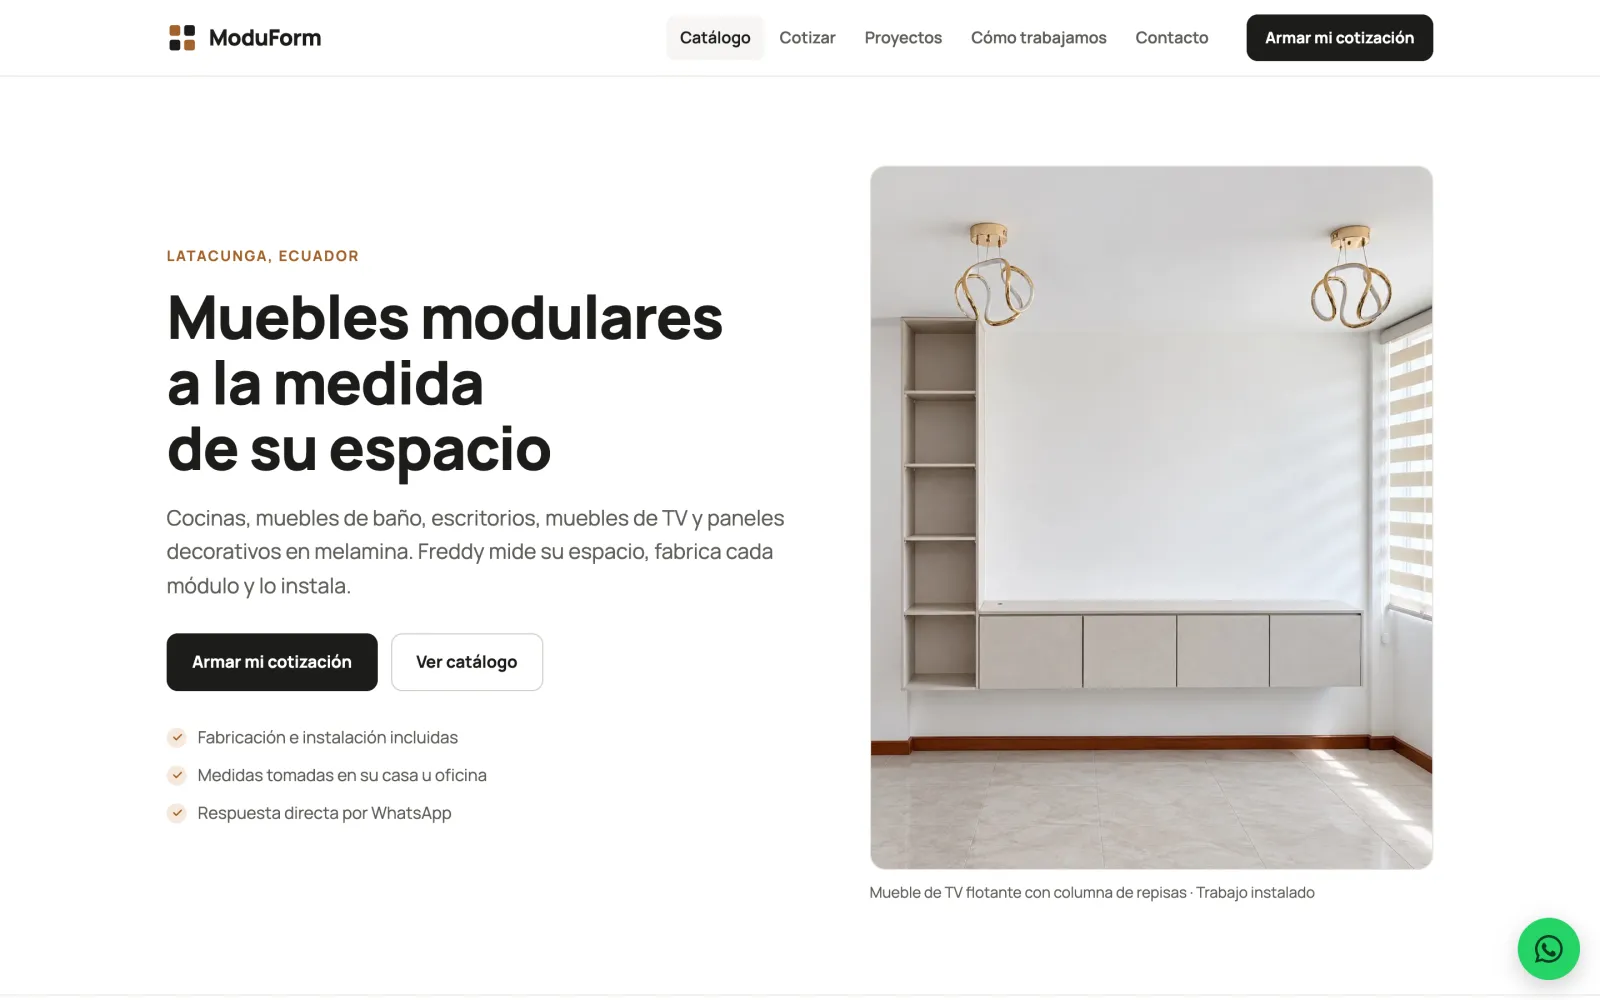 ModuForm
Catálogo
Cotizar
Proyectos
Cómo trabajamos
Contacto
Armar mi cotización
LATACUNGA, ECUADOR
Muebles modulares
a la medida
de su espacio
Cocinas, muebles de baño, escritorios, muebles de TV y paneles
decorativos en melamina. Freddy mide su espacio, fabrica cada
módulo y lo instala.
Armar mi cotización
Ver catálogo
Fabricación e instalación incluidas
Medidas tomadas en su casa u oficina
Respuesta directa por WhatsApp
Mueble de TV flotante con columna de repisas · Trabajo instalado